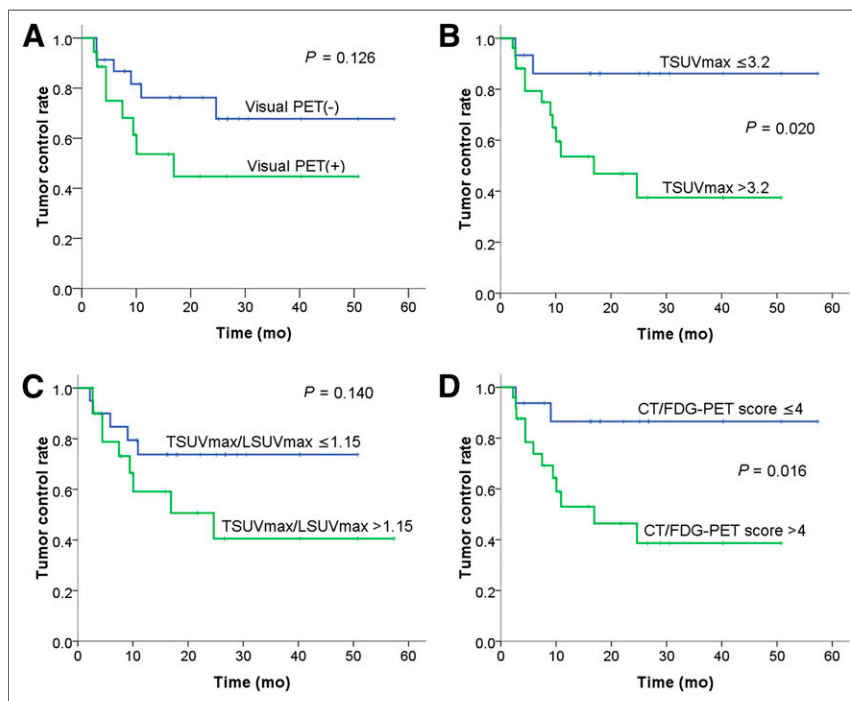 A
Tumor control rate
1.0
0.8
0.6
0.4
0.2
0.0
P = 0.126
Visual PET(-)
Visual PET(+)
0 10 20 30 40 50 60
Time (mo)
B
Tumor control rate
1.0
0.8
0.6
0.4
0.2
0.0
TSUVmax ≤3.2
P = 0.020
TSUVmax >3.2
0 10 20 30 40 50 60
Time (mo)
C
Tumor control rate
1.0
0.8
0.6
0.4
0.2
0.0
P = 0.140
TSUVmax/LSUVmax ≤1.15
TSUVmax/LSUVmax >1.15
0 10 20 30 40 50 60
Time (mo)
D
Tumor control rate
1.0
0.8
0.6
0.4
0.2
0.0
CT/FDG-PET score ≤4
P = 0.016
CT/FDG-PET score >4
0 10 20 30 40 50 60
Time (mo)